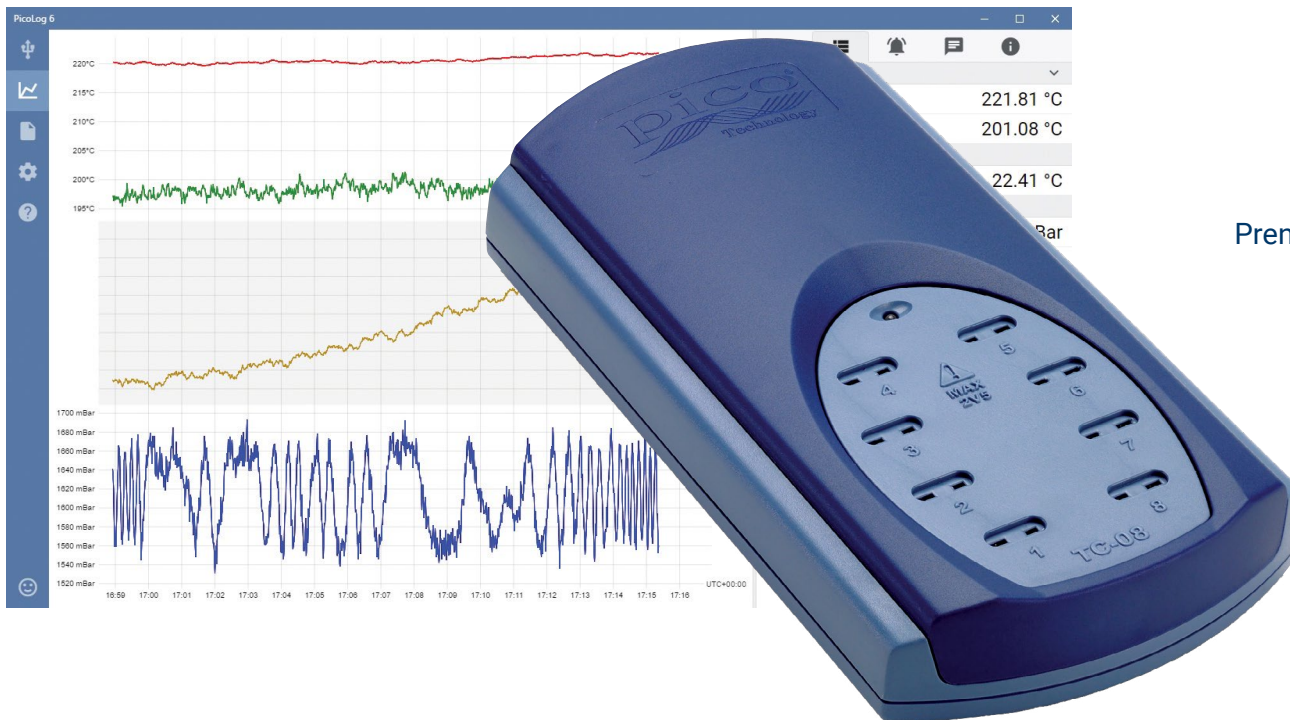 PicoLog 6
220°C
215°C
210°C
205°C
200°C
195°C
1700 mBar
1680 mBar
1660 mBar
1640 mBar
1620 mBar
1600 mBar
1580 mBar
1560 mBar
1540 mBar
1520 mBar
16:59 17:00 17:01 17:02 17:03 17:04 17:05 17:06 17:07 17:08 17:09 17:10 17:11 17:12 17:13 17:14 17:15 17:16
UTC+00:00
221.81 °C
201.08 °C
22.41 °C
Bar
pico
Technology
MAX
2V5
4
3
2
1
5
6
7
8
TC-08
Pren